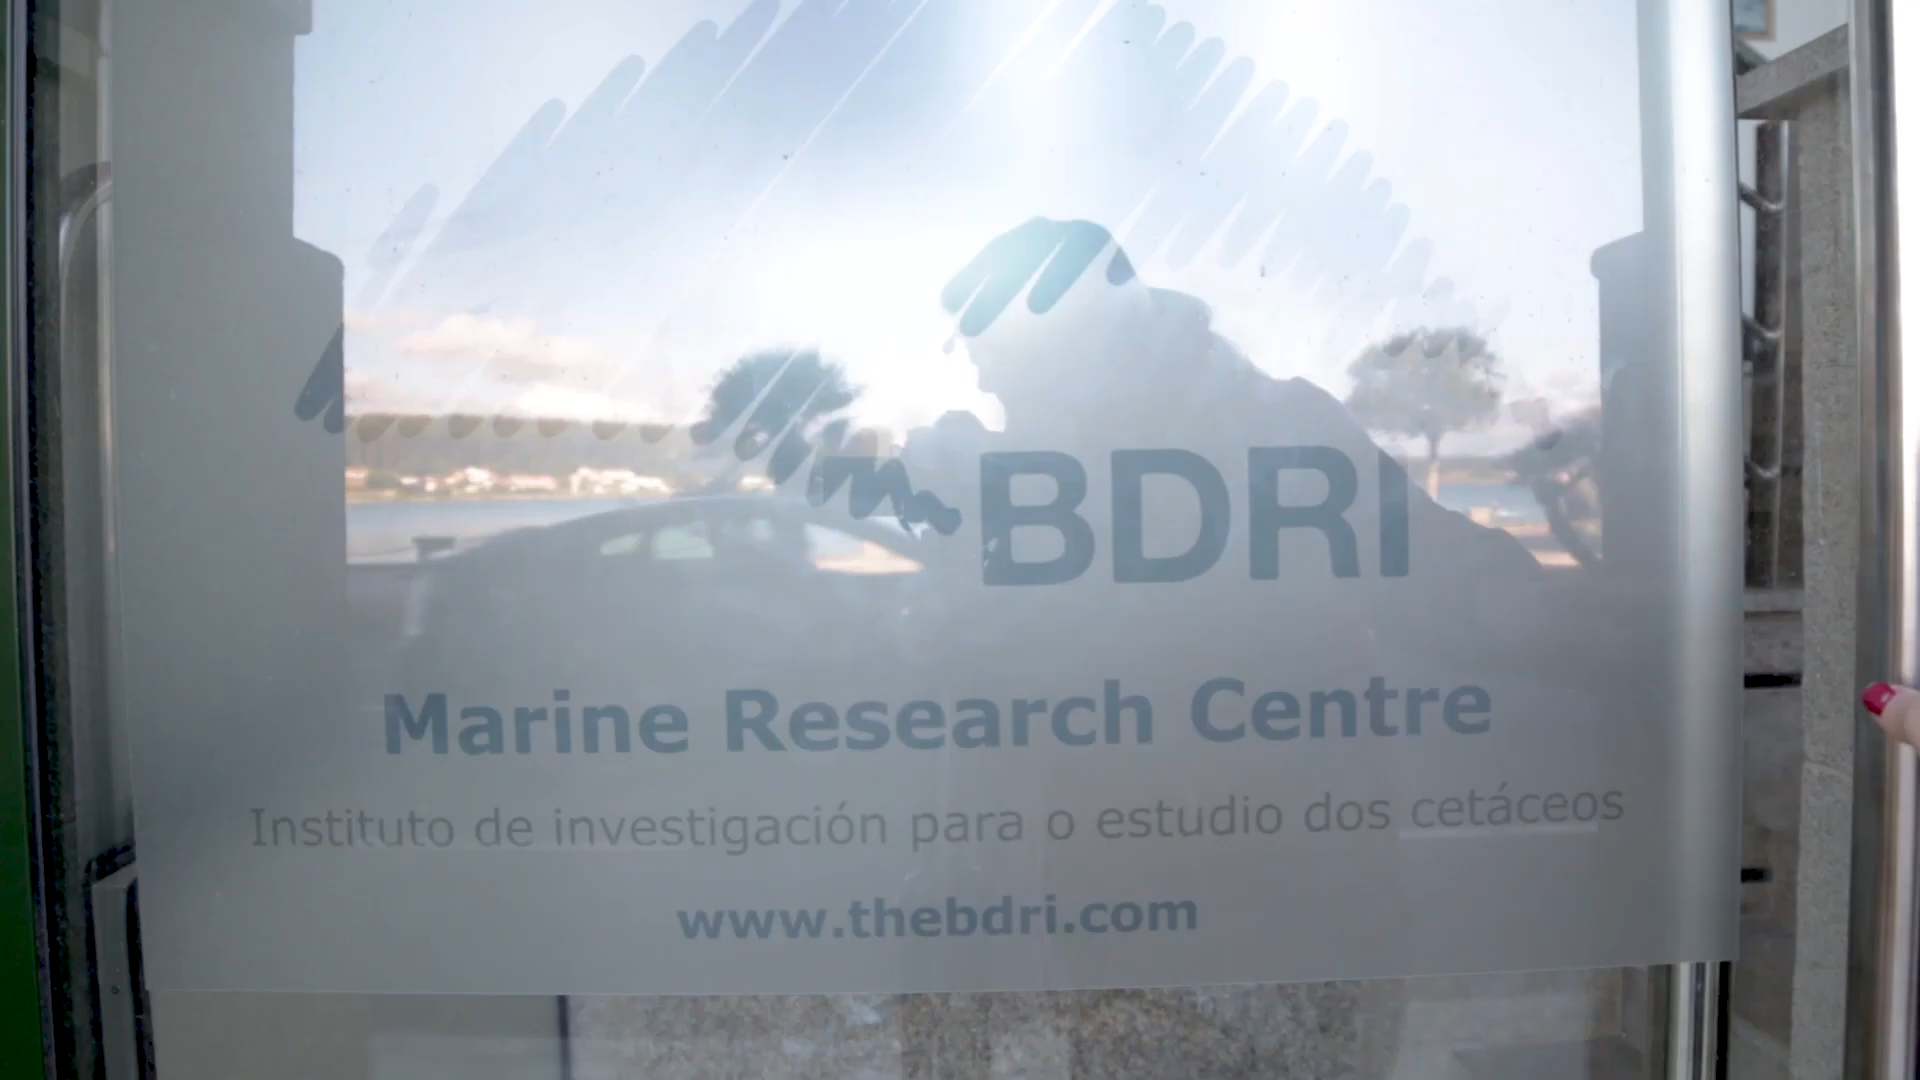 BDRI
Marine Research Centre
Instituto de investigación para o estudio dos cetáceos
www.thebdri.com